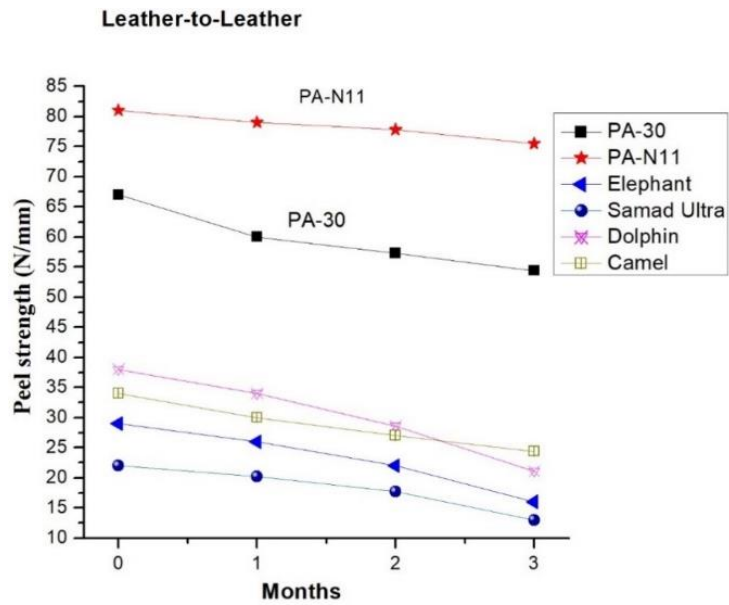 Leather-to-Leather
85
80
75
70
65
60
55
50
45
40
35
30
25
20
15
10
Peel strength (N/mm)
PA-N11
PA-30
PA-30
PA-N11
Elephant
Samad Ultra
Dolphin
Camel
0 1 2 3
Months